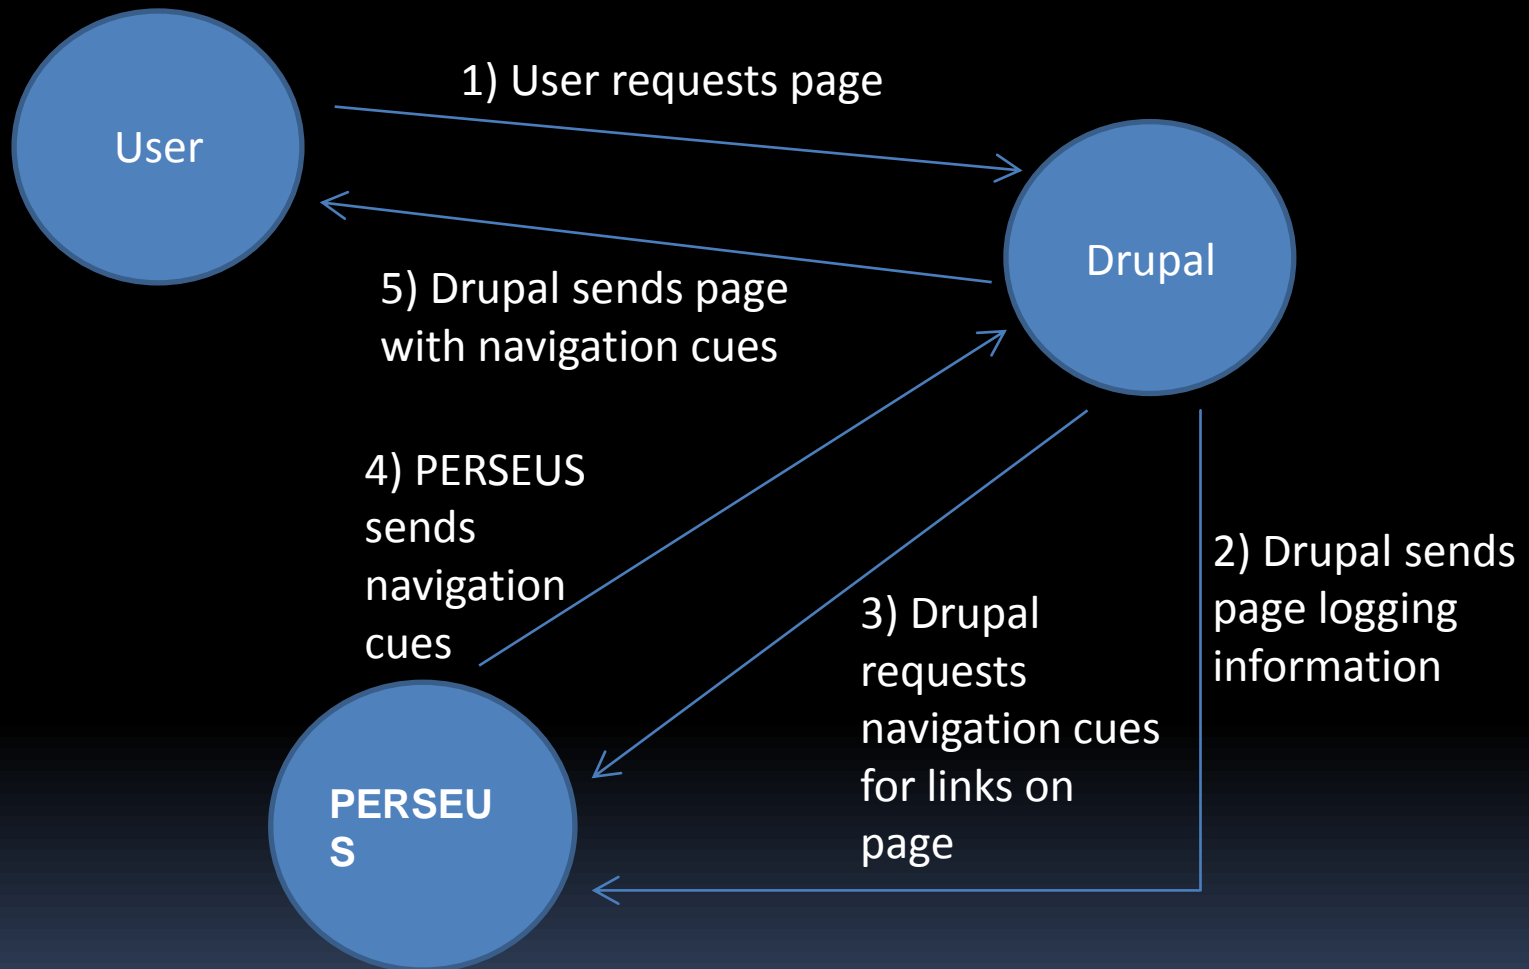 1) User requests page
User
Drupal
5) Drupal sends page
with navigation cues
4) PERSEUS
sends
navigation
cues
2) Drupal sends
page logging
information
3) Drupal
requests
navigation cues
for links on
page
PERSEU
S